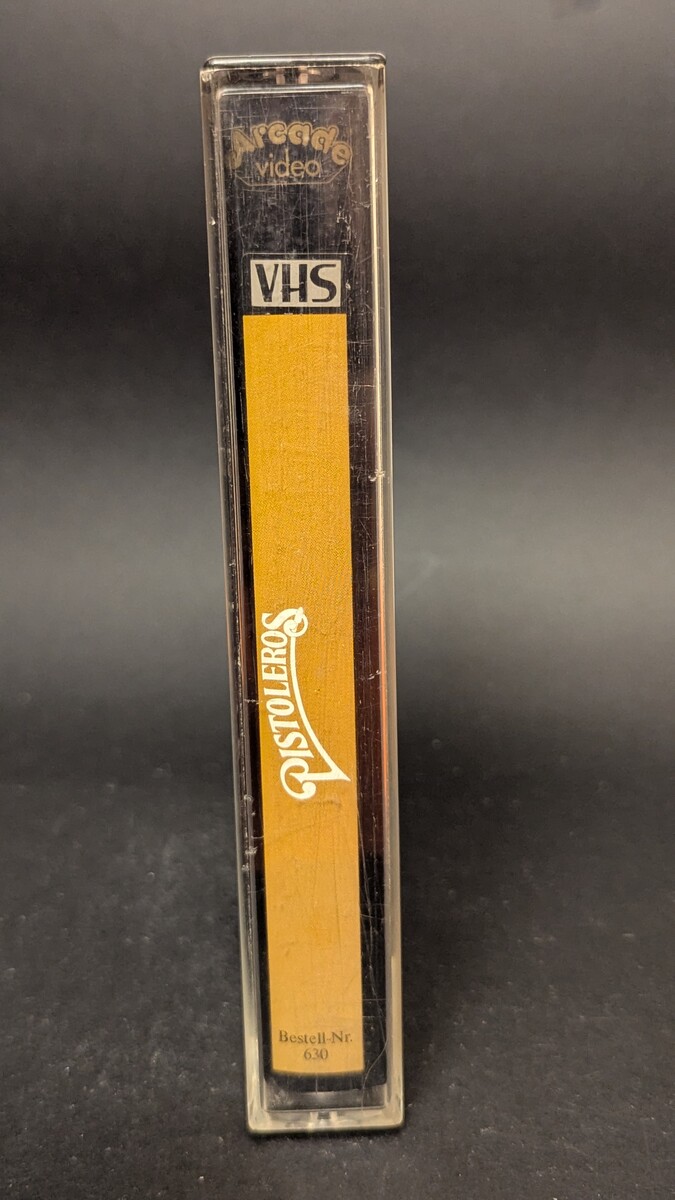 Arcade
video
VHS
PISTOLEROS
Bestell-Nr.
630